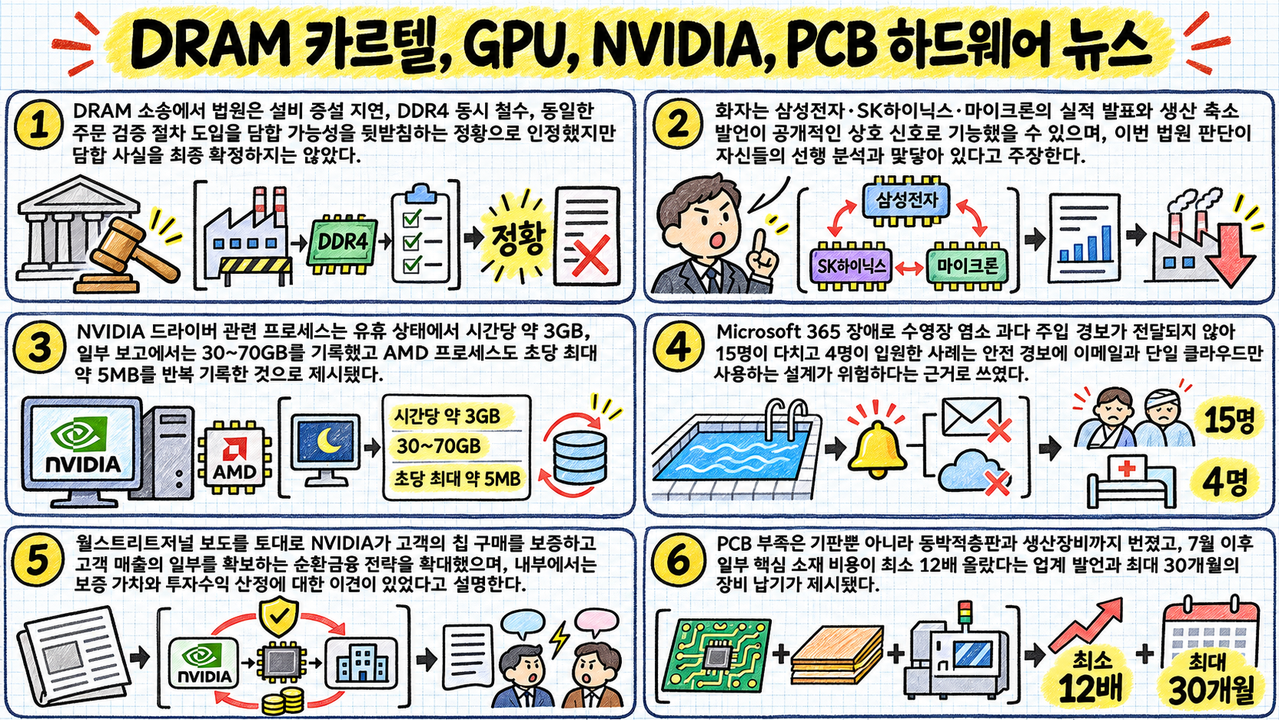 DRAM 카르텔, GPU, NVIDIA, PCB 하드웨어 뉴스
1
DRAM 소송에서 법원은 설비 증설 지연, DDR4 동시 철수, 동일한
주문 검증 절차 도입을 담합 가능성을 뒷받침하는 정황으로 인정했지만
담합 사실을 최종 확정하지는 않았다.
DDR4
정황
2
화자는 삼성전자·SK하이닉스·마이크론의 실적 발표와 생산 축소
발언이 공개적인 상호 신호로 기능했을 수 있으며, 이번 법원 판단이
자신들의 선행 분석과 맞닿아 있다고 주장한다.
삼성전자
SK하이닉스
마이크론
3
NVIDIA 드라이버 관련 프로세스는 유휴 상태에서 시간당 약 3GB,
일부 보고에서는 30~70GB를 기록했고 AMD 프로세스도 초당 최대
약 5MB를 반복 기록한 것으로 제시됐다.
NVIDIA
AMD
시간당 약 3GB
30~70GB
초당 최대 약 5MB
4
Microsoft 365 장애로 수영장 염소 과다 주입 경보가 전달되지 않아
15명이 다치고 4명이 입원한 사례는 안전 경보에 이메일과 단일 클라우드만
사용하는 설계가 위험하다는 근거로 쓰였다.
15명
4명
5
월스트리트저널 보도를 토대로 NVIDIA가 고객의 칩 구매를 보증하고
고객 매출의 일부를 확보하는 순환금융 전략을 확대했으며, 내부에서는
보증 가치와 투자수익 산정에 대한 이견이 있었다고 설명한다.
NVIDIA
6
PCB 부족은 기판뿐 아니라 동박적층판과 생산장비까지 번졌고, 7월 이후
일부 핵심 소재 비용이 최소 12배 올랐다는 업계 발언과 최대 30개월의
장비 납기가 제시됐다.
최소
12배
최대
30개월